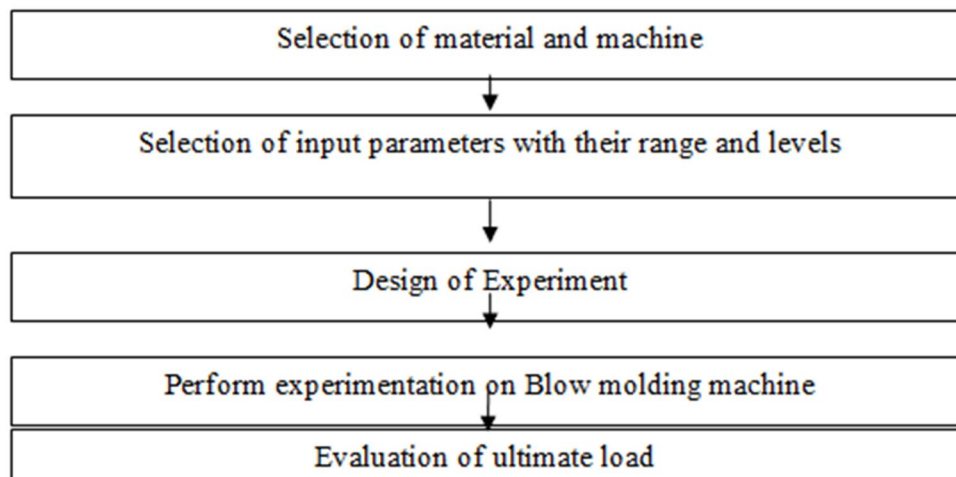 Selection of material and machine
Selection of input parameters with their range and levels
Design of Experiment
Perform experimentation on Blow molding machine
Evaluation of ultimate load